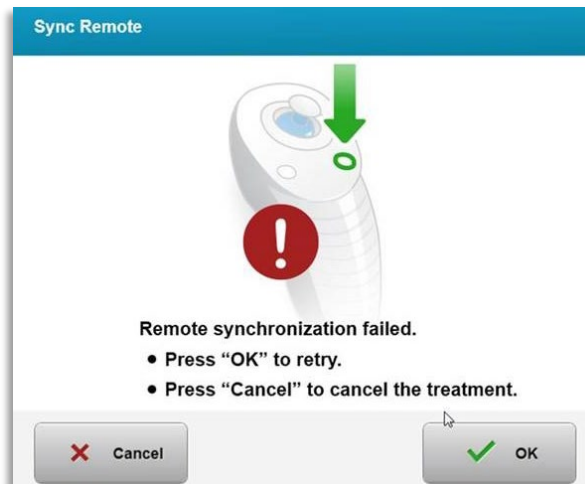 Sync Remote
Remote synchronization failed.
• Press “OK” to retry.
• Press “Cancel” to cancel the treatment.
Cancel
OK